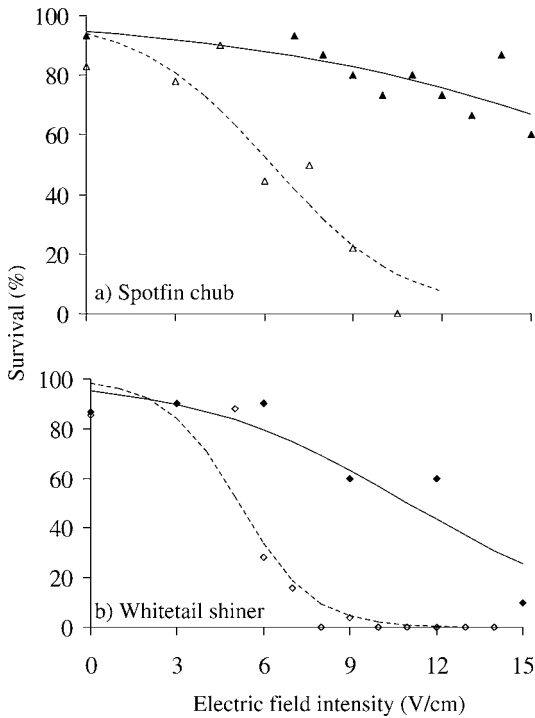 100
80
60
40
20
0
a) Spotfin chub
Survival (%)
100
80
60
40
20
0
b) Whitetail shiner
0 3 6 9 12 15
Electric field intensity (V/cm)